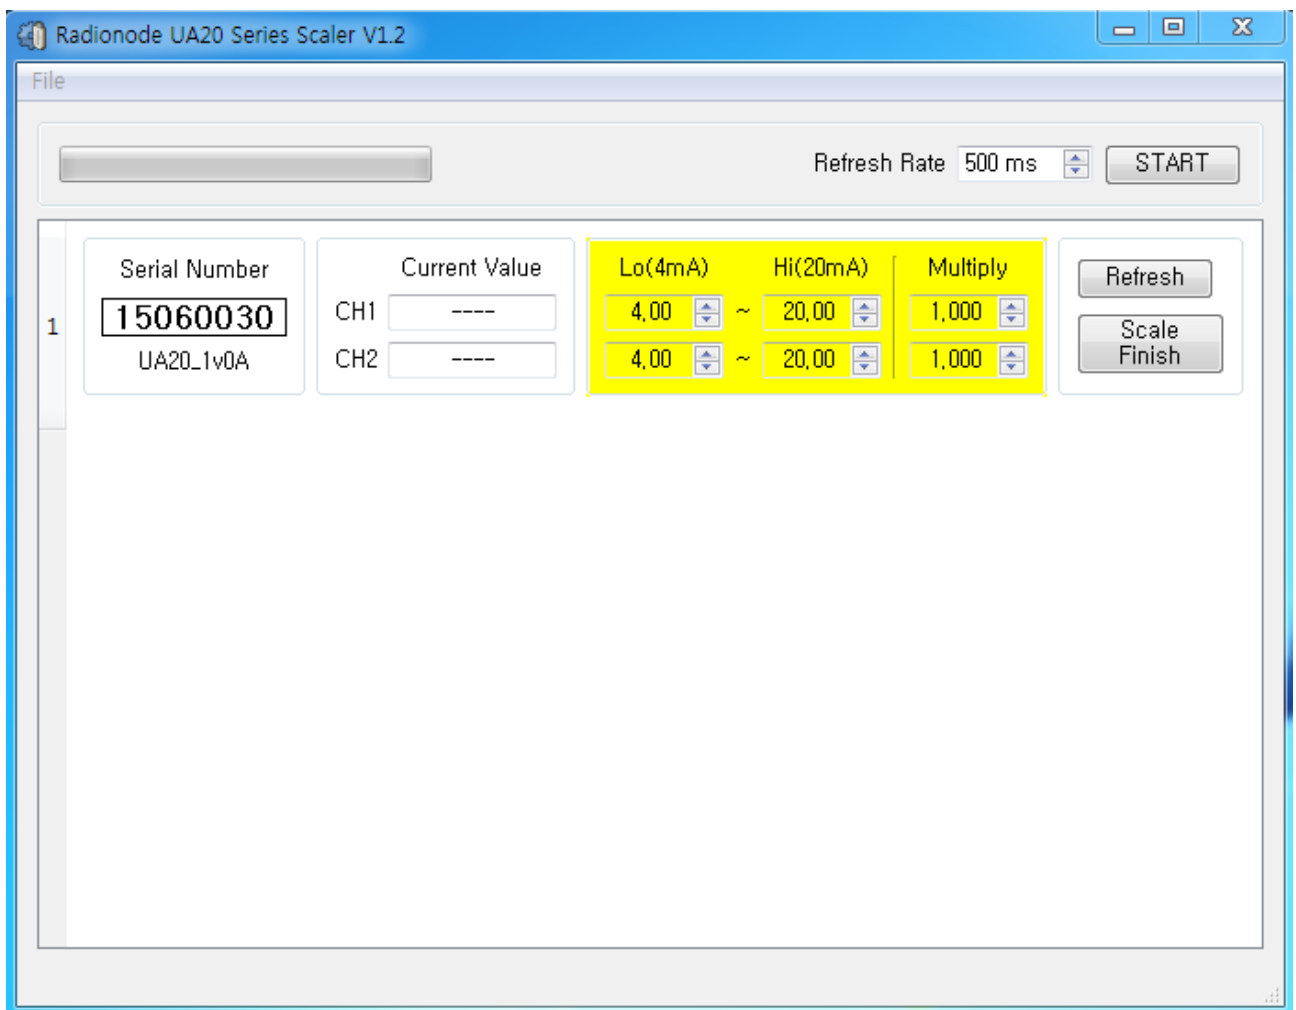 Radionode UA20 Series Scaler V1.2
File
Refresh Rate 500 ms START
Serial Number Current Value Lo(4mA) Hi(20mA) Multiply Refresh
1 15060030 CH1 ---- 4,00 ~ 20,00 1,000 Scale Finish
UA20_1v0A CH2 ---- 4,00 ~ 20,00 1,000